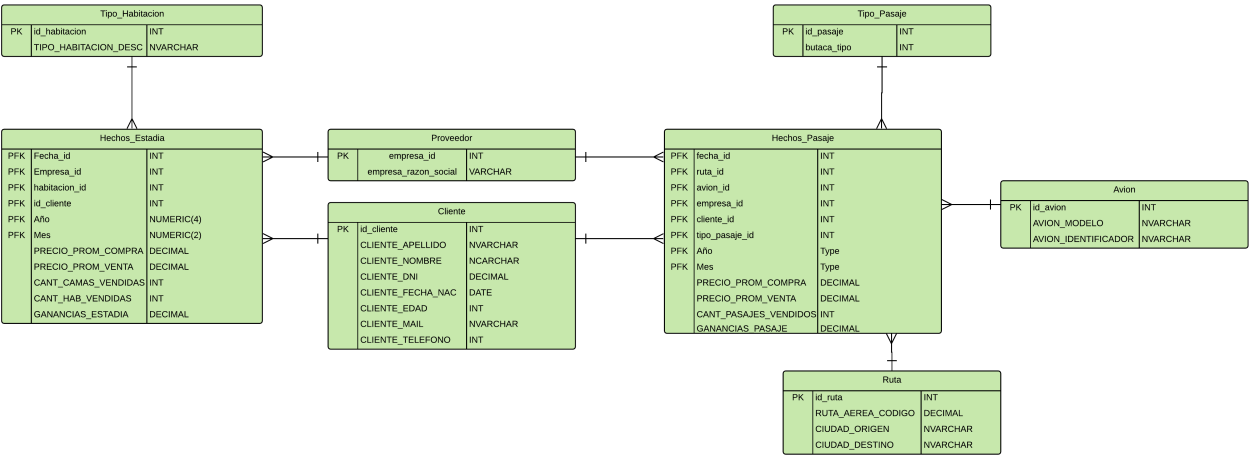 Tipo_Habitacion
PK id_habitacion INT
TIPO_HABITACION_DESC NVARCHAR
Tipo_Pasaje
PK id_pasaje INT
butaca_tipo INT
Hechos_Estadia
PFK Fecha_id INT
PFK Empresa_id INT
PFK habitacion_id INT
PFK id_cliente INT
PFK Año NUMERIC(4)
PFK Mes NUMERIC(2)
PRECIO_PROM_COMPRA DECIMAL
PRECIO_PROM_VENTA DECIMAL
CANT_CAMAS_VENDIDAS INT
CANT_HAB_VENDIDAS INT
GANANCIAS_ESTADIA DECIMAL
Proveedor
PK empresa_id INT
empresa_razon_social VARCHAR
Cliente
PK id_cliente INT
CLIENTE_APELLIDO NVARCHAR
CLIENTE_NOMBRE NCARCHAR
CLIENTE_DNI DECIMAL
CLIENTE_FECHA_NAC DATE
CLIENTE_EDAD INT
CLIENTE_MAIL NVARCHAR
CLIENTE_TELEFONO INT
Hechos_Pasaje
PFK fecha_id INT
PFK ruta_id INT
PFK avion_id INT
PFK empresa_id INT
PFK cliente_id INT
PFK tipo_pasaje_id INT
PFK Año Type
PFK Mes Type
PRECIO_PROM_COMPRA DECIMAL
PRECIO_PROM_VENTA DECIMAL
CANT_PASAJES_VENDIDOS INT
GANANCIAS_PASAJE DECIMAL
Avion
PK id_avion INT
AVION_MODELO NVARCHAR
AVION_IDENTIFICADOR NVARCHAR
Ruta
PK id_ruta INT
RUTA_AEREA_CODIGO DECIMAL
CIUDAD_ORIGEN NVARCHAR
CIUDAD_DESTINO NVARCHAR